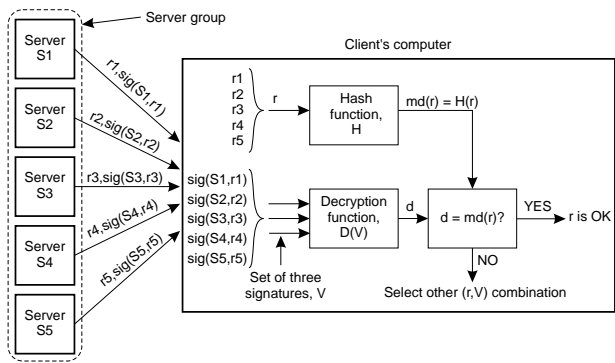 Server group
Server
S1
Server
S2
Server
S3
Server
S4
Server
S5
r1,sig(S1,r1)
r2,sig(S2,r2)
r3,sig(S3,r3)
r4,sig(S4,r4)
r5,sig(S5,r5)
Client's computer
r1
r2
r3
r4
r5
r
Hash
function,
H
md(r) = H(r)
sig(S1,r1)
sig(S2,r2)
sig(S3,r3)
sig(S4,r4)
sig(S5,r5)
Set of three
signatures, V
Decryption
function,
D(V)
d
d = md(r)?
YES
r is OK
NO
Select other (r,V) combination